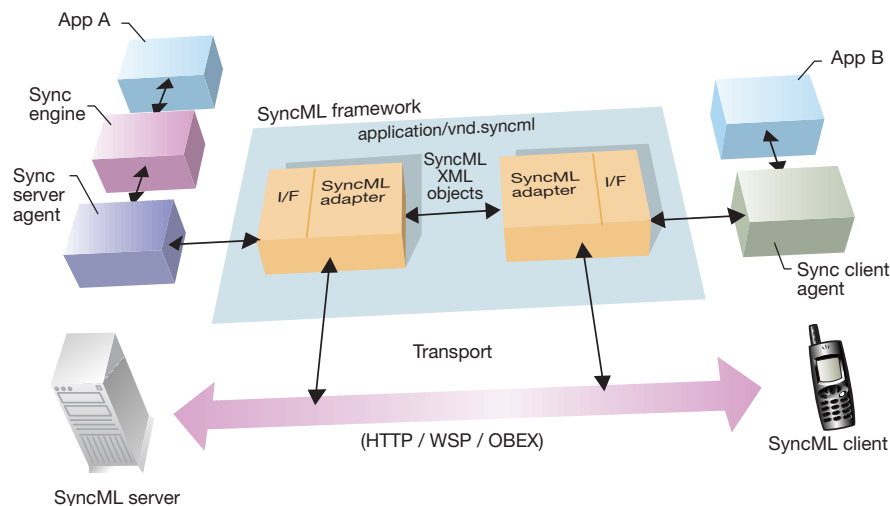 App A
App B
Sync
engine
SyncML framework
application/vnd.syncml
Sync
server
agent
I/F
SyncML
adapter
SyncML
XML
objects
SyncML
adapter
I/F
Sync client
agent
Transport
(HTTP / WSP / OBEX)
SyncML client
SyncML server